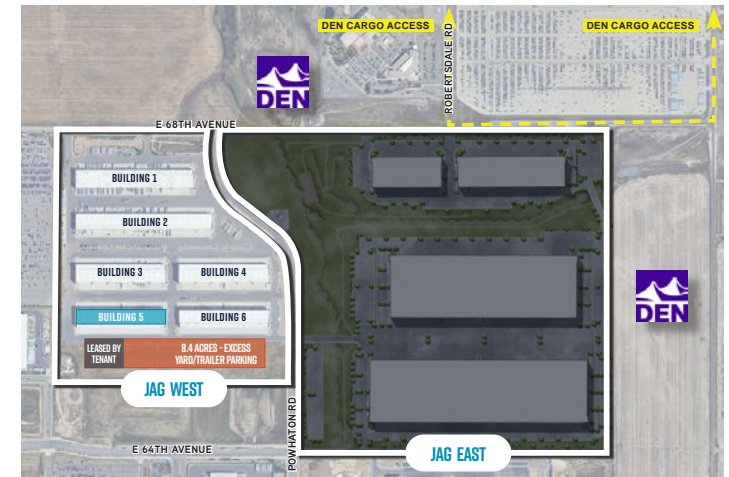 DEN CARGO ACCESS
DEN CARGO ACCESS
ROBERTSDALE RD
DEN
E 68TH AVENUE
BUILDING 1
BUILDING 2
BUILDING 3
BUILDING 4
BUILDING 5
BUILDING 6
DEN
LEASED BY
TENANT
8.4 ACRES - EXCESS
YARD/TRAILER PARKING
JAG WEST
POWHATON RD
E 64TH AVENUE
JAG EAST